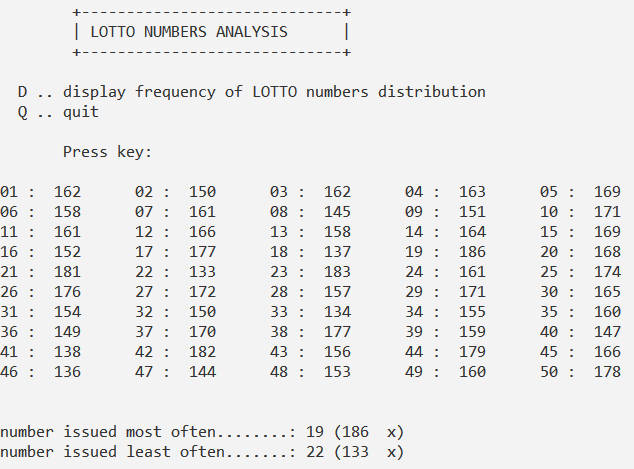 +-----------------------------+
| LOTTO NUMBERS ANALYSIS      |
+-----------------------------+
D .. display frequency of LOTTO numbers distribution
Q .. quit
Press key:
01 :  162      02 :  150      03 :  162      04 :  163      05 :  169
06 :  158      07 :  161      08 :  145      09 :  151      10 :  171
11 :  161      12 :  166      13 :  158      14 :  164      15 :  169
16 :  152      17 :  177      18 :  137      19 :  186      20 :  168
21 :  181      22 :  133      23 :  183      24 :  161      25 :  174
26 :  176      27 :  172      28 :  157      29 :  171      30 :  165
31 :  154      32 :  150      33 :  134      34 :  155      35 :  160
36 :  149      37 :  170      38 :  177      39 :  159      40 :  147
41 :  138      42 :  182      43 :  156      44 :  179      45 :  166
46 :  136      47 :  144      48 :  153      49 :  160      50 :  178
number issued most often........: 19 (186  x)
number issued least often.......: 22 (133  x)